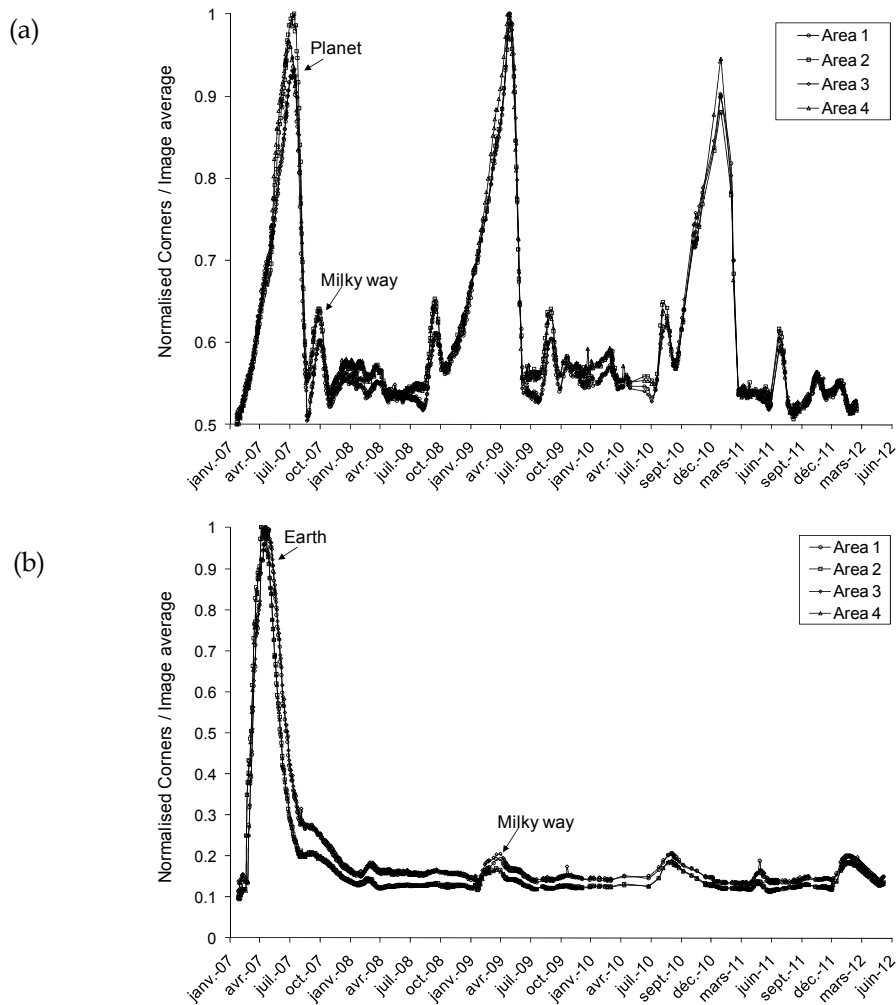 (a)
Normalised Corners / Image average
1
0.9
0.8
0.7
0.6
0.5
Planet
Milky way
Area 1
Area 2
Area 3
Area 4
janv.-07
avr.-07
juil.-07
oct.-07
janv.-08
avr.-08
juil.-08
oct.-08
janv.-09
avr.-09
juil.-09
oct.-09
janv.-10
avr.-10
juil.-10
sept.-10
déc.-10
mars-11
juin-11
sept.-11
déc.-11
mars-12
juin-12
(b)
Normalised Corners / Image average
1
0.9
0.8
0.7
0.6
0.5
0.4
0.3
0.2
0.1
0
Earth
Milky way
Area 1
Area 2
Area 3
Area 4
janv.-07
avr.-07
juil.-07
oct.-07
janv.-08
avr.-08
juil.-08
oct.-08
janv.-09
avr.-09
juil.-09
oct.-09
janv.-10
avr.-10
juil.-10
sept.-10
déc.-10
mars-11
juin-11
sept.-11
déc.-11
mars-12
juin-12